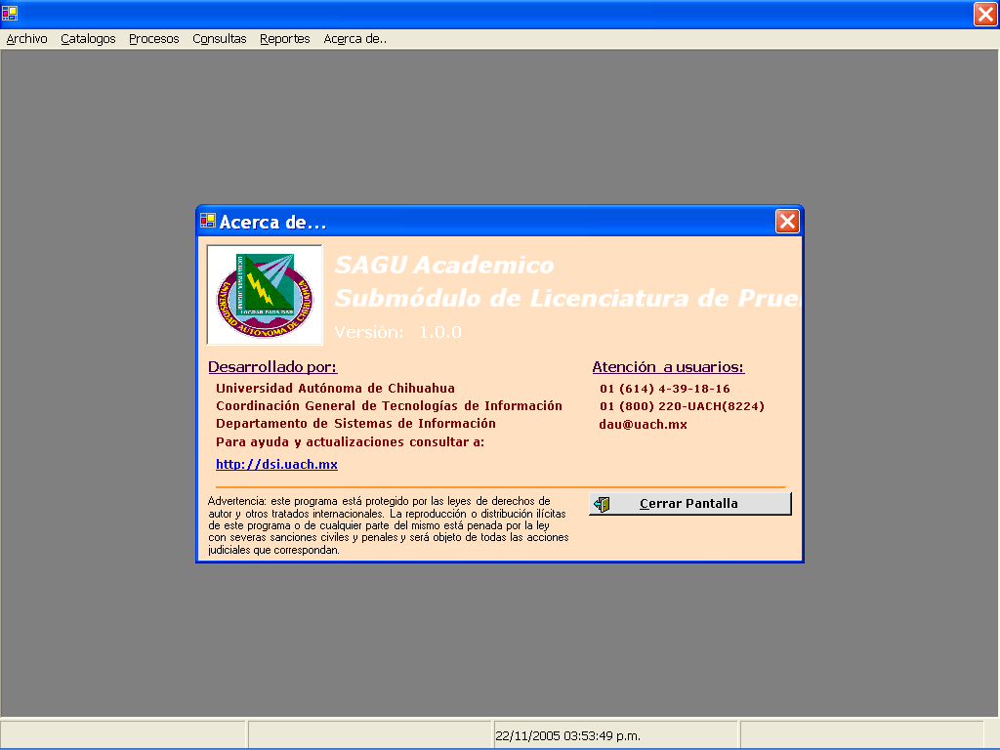 Archivo Catalogos Procesos Consultas Reportes Acerca de..
Acerca de...
SAGU Academico
Submódulo de Licenciatura de Prue
Versión: 1.0.0
LUCHAR PARA LOGRAR
LOGRAR PARA DAR
UNIVERSIDAD AUTONOMA DE CHIHUAHUA
Desarrollado por:
Universidad Autónoma de Chihuahua
Coordinación General de Tecnologías de Información
Departamento de Sistemas de Información
Para ayuda y actualizaciones consultar a:
http://dsi.uach.mx
Atención a usuarios:
01 (614) 4-39-18-16
01 (800) 220-UACH(8224)
dau@uach.mx
Advertencia: este programa está protegido por las leyes de derechos de
autor y otros tratados internacionales. La reproducción o distribución ilícitas
de este programa o de cualquier parte del mismo está penada por la ley
con severas sanciones civiles y penales y será objeto de todas las acciones
judiciales que correspondan.
Cerrar Pantalla
22/11/2005 03:53:49 p.m.